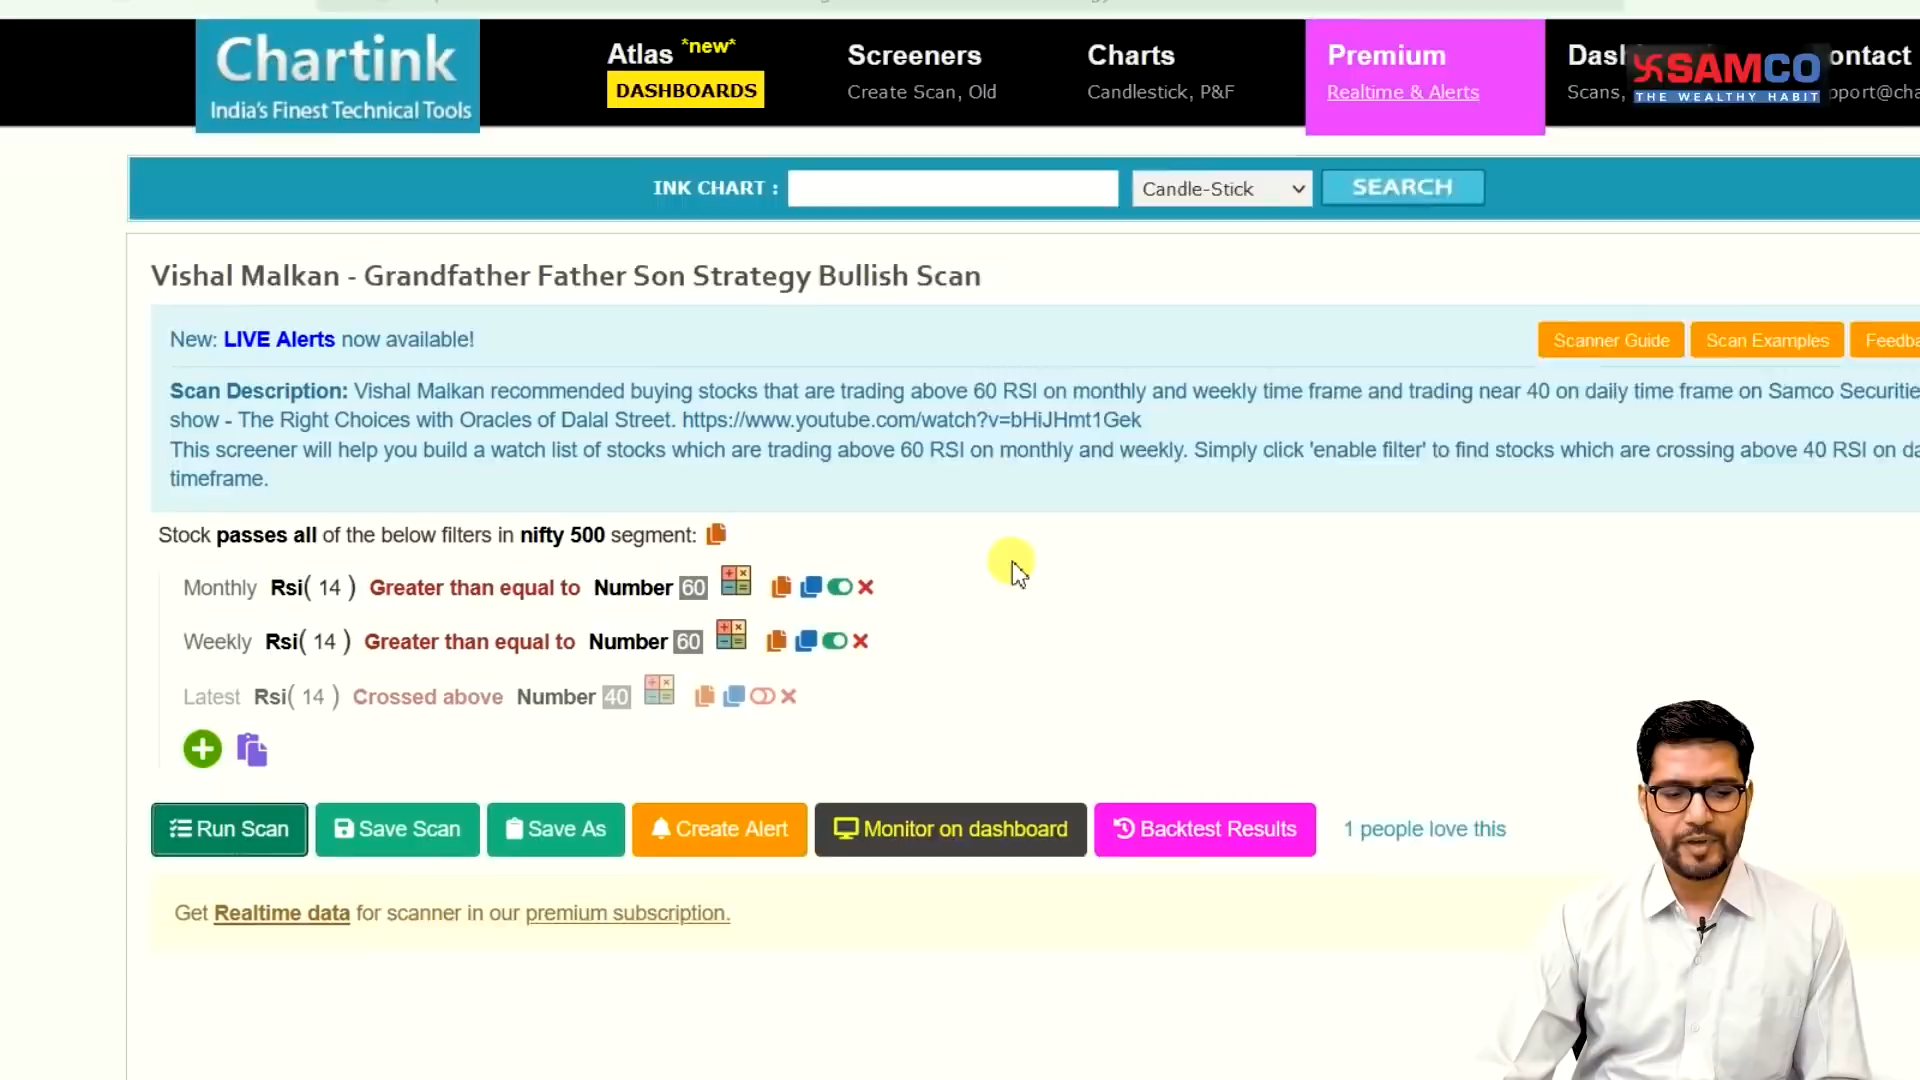 Chartink
India's Finest Technical Tools
Atlas *new*
DASHBOARDS
Screeners
Create Scan, Old
Charts
Candlestick, P&F
Premium
Realtime & Alerts
Scans,
SAMCO
THE WEALTHY HABIT
INK CHART :
Candle-Stick
SEARCH
Vishal Malkan - Grandfather Father Son Strategy Bullish Scan
New: LIVE Alerts now available!
Scanner Guide
Scan Examples
Scan Description: Vishal Malkan recommended buying stocks that are trading above 60 RSI on monthly and weekly time frame and trading near 40 on daily time frame on Samco Securitie
show - The Right Choices with Oracles of Dalal Street. https://www.youtube.com/watch?v=bHiJHmt1Gek
This screener will help you build a watch list of stocks which are trading above 60 RSI on monthly and weekly. Simply click 'enable filter' to find stocks which are crossing above 40 RSI on da
timeframe.
Stock passes all of the below filters in nifty 500 segment:
Monthly Rsi( 14 ) Greater than equal to Number 60
Weekly Rsi( 14 ) Greater than equal to Number 60
Latest Rsi( 14 ) Crossed above Number 40
Run Scan
Save Scan
Save As
Create Alert
Monitor on dashboard
Backtest Results
1 people love this
Get Realtime data for scanner in our premium subscription.